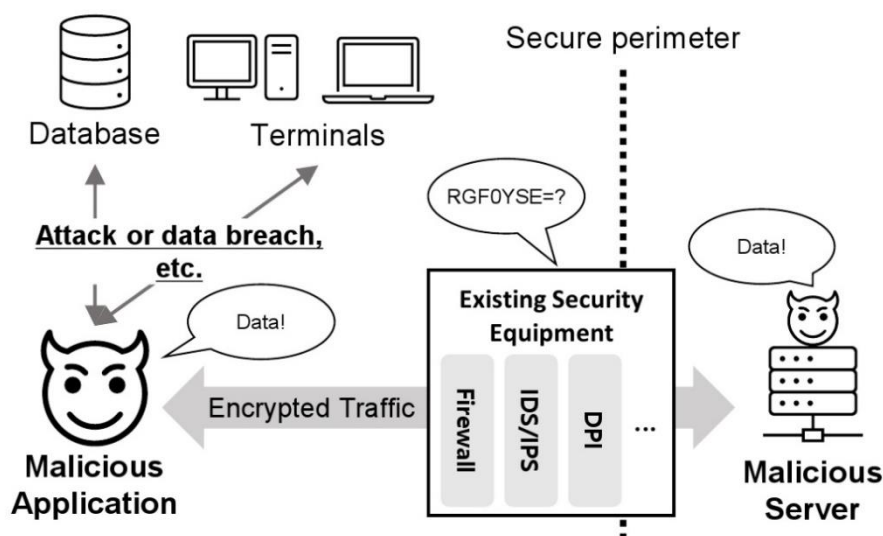 Secure perimeter
Database
Terminals
RGF0YSE=?
Attack or data breach,
etc.
Data!
Data!
Existing Security
Equipment
Firewall
IDS/IPS
DPI
...
Encrypted Traffic
Malicious
Application
Malicious
Server